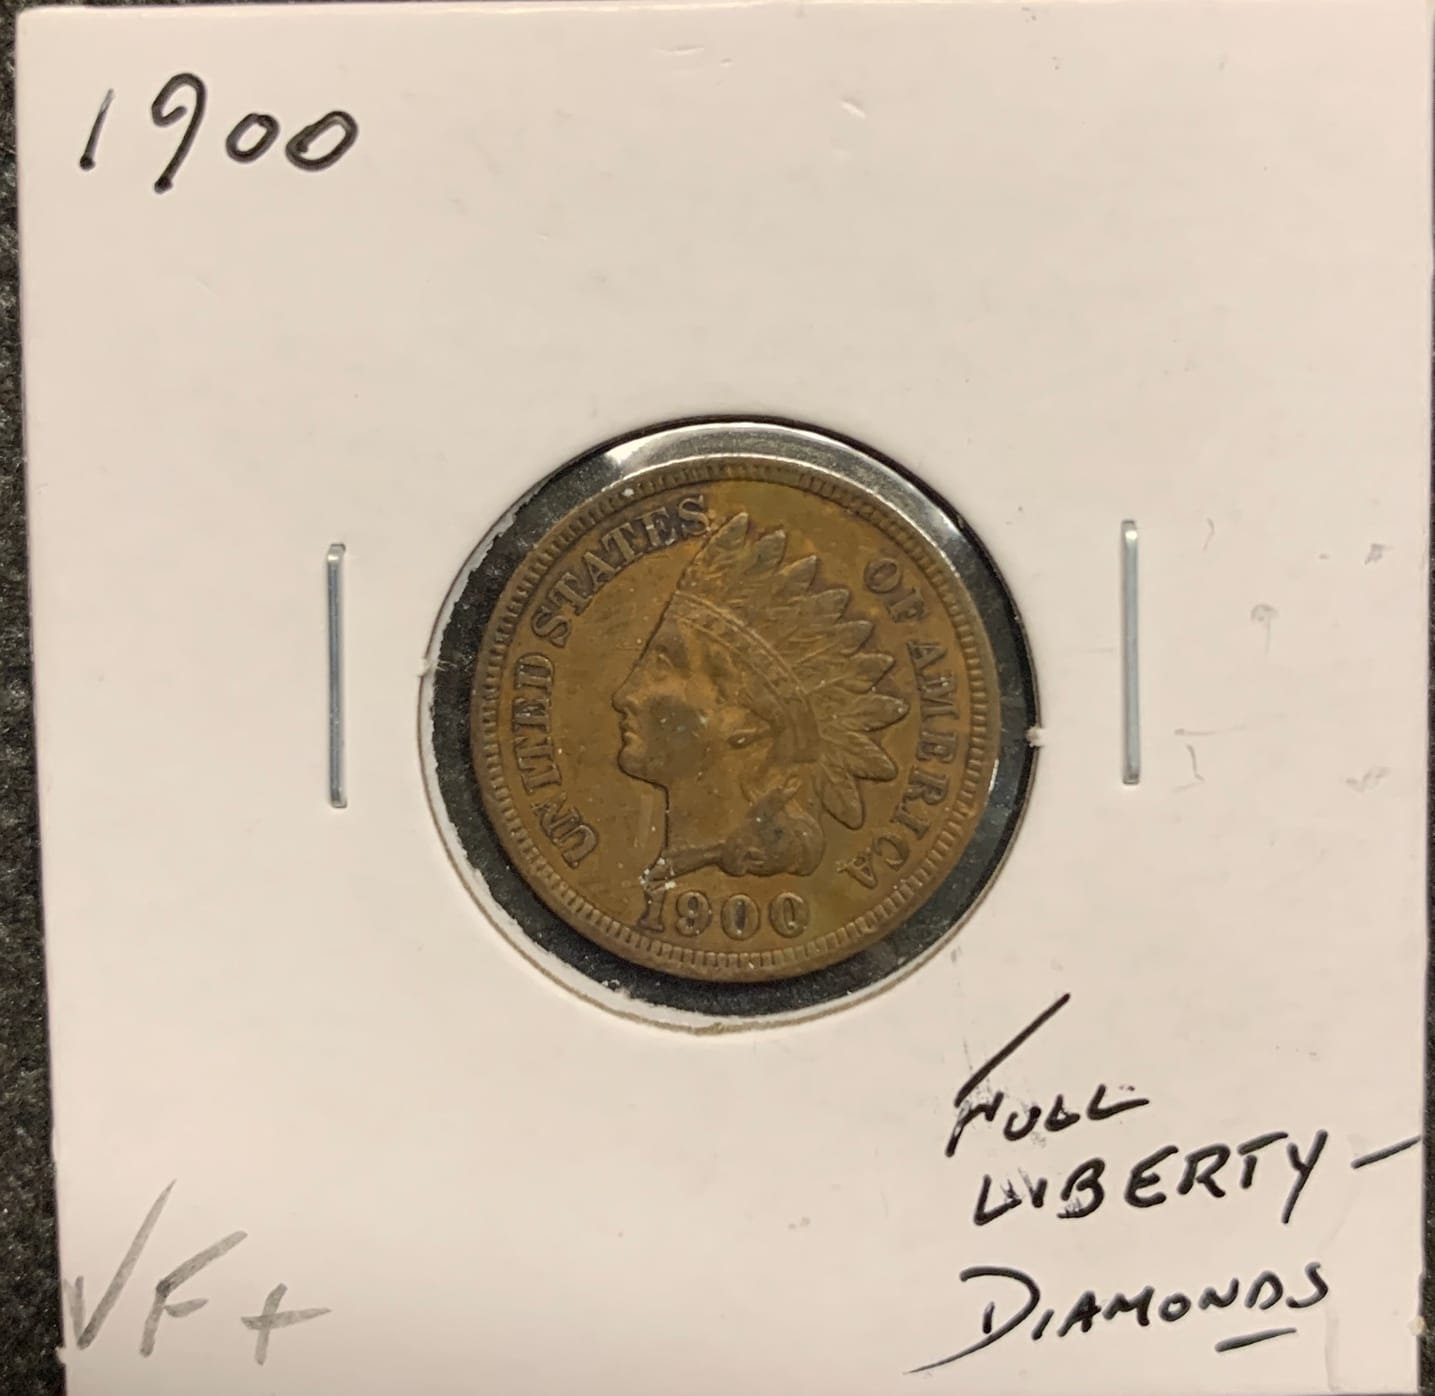 1900
UNITED STATES
OF AMERICA
1900
FULL
LIBERTY -
DIAMONDS
VF+